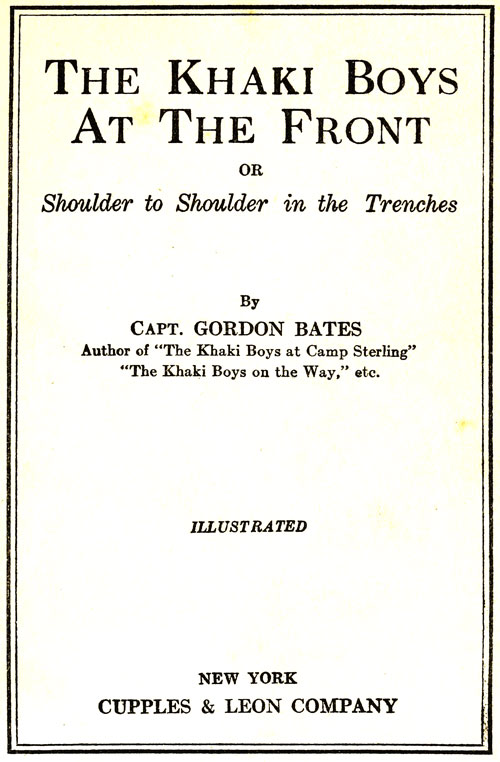 THE KHAKI BOYS
AT THE FRONT
OR
Shoulder to Shoulder in the Trenches
By
CAPT. GORDON BATES
Author of "The Khaki Boys at Camp Sterling"
"The Khaki Boys on the Way," etc.
ILLUSTRATED
NEW YORK
CUPPLES & LEON COMPANY